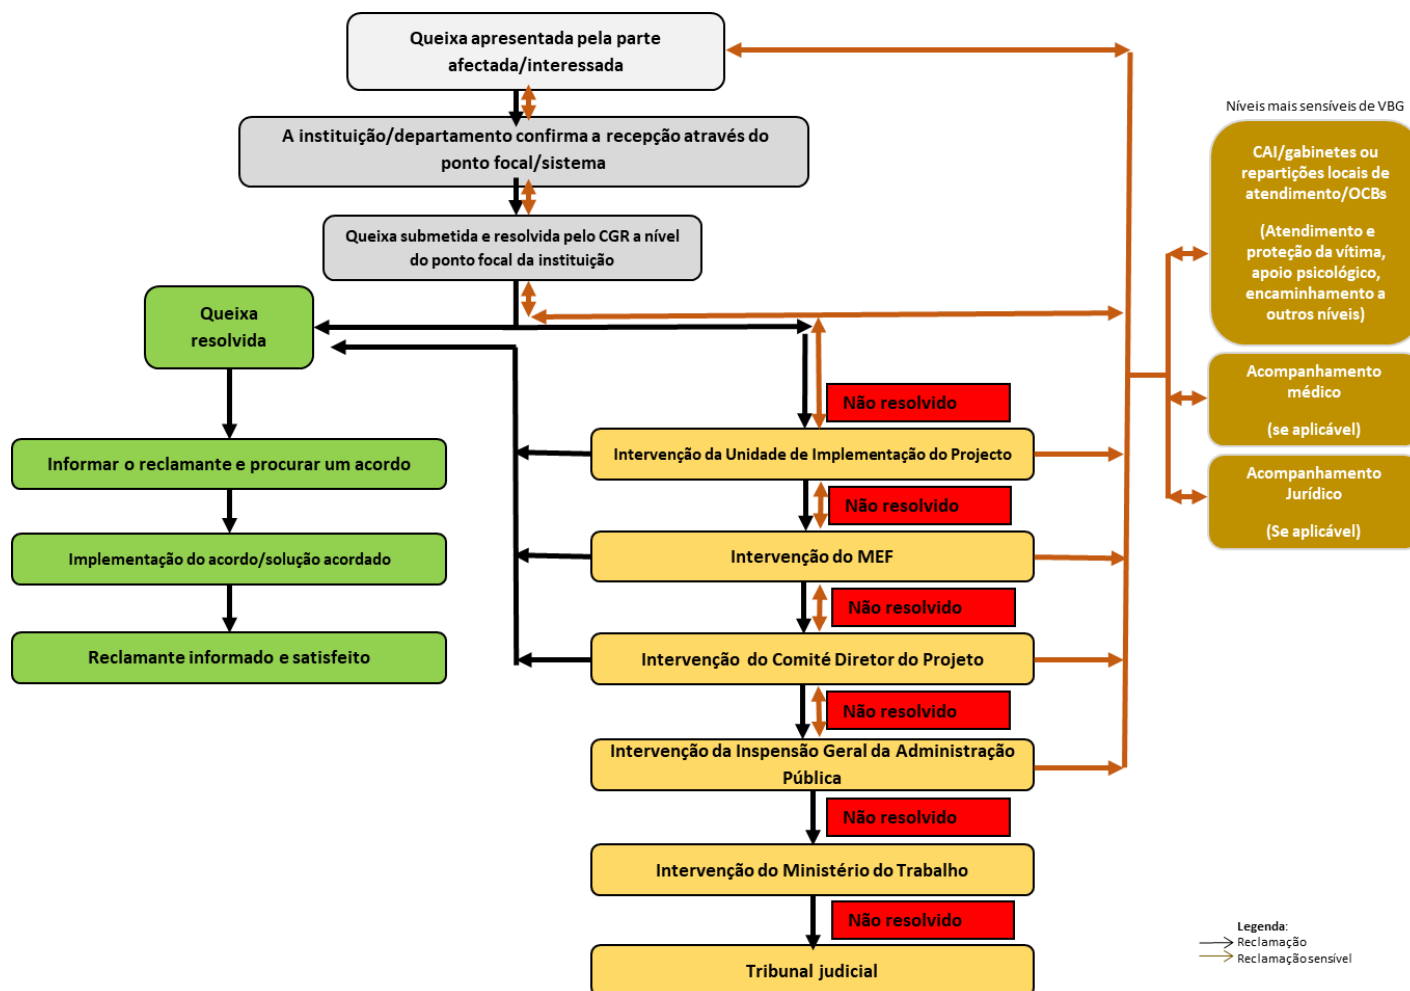 Queixa apresentada pela parte
afectada/interessada
A instituição/departamento confirma a recepção através do
ponto focal/sistema
Queixa submetida e resolvida pelo CGR a nível
do ponto focal da instituição
Queixa
resolvida
Informar o reclamante e procurar um acordo
Implementação do acordo/solução acordado
Reclamante informado e satisfeito
Não resolvido
Intervenção da Unidade de Implementação do Projecto
Não resolvido
Intervenção do MEF
Não resolvido
Intervenção do Comité Diretor do Projeto
Não resolvido
Intervenção da Inspensão Geral da Administração
Pública
Não resolvido
Intervenção do Ministério do Trabalho
Não resolvido
Tribunal judicial
Níveis mais sensíveis de VBG
CAI/gabinetes ou
repartições locais de
atendimento/OCBs
(Atendimento e
proteção da vítima,
apoio psicológico,
encaminhamento a
outros níveis)
Acompanhamento
médico
(se aplicável)
Acompanhamento
Jurídico
(Se aplicável)
Legenda:
Reclamação
Reclamação sensível